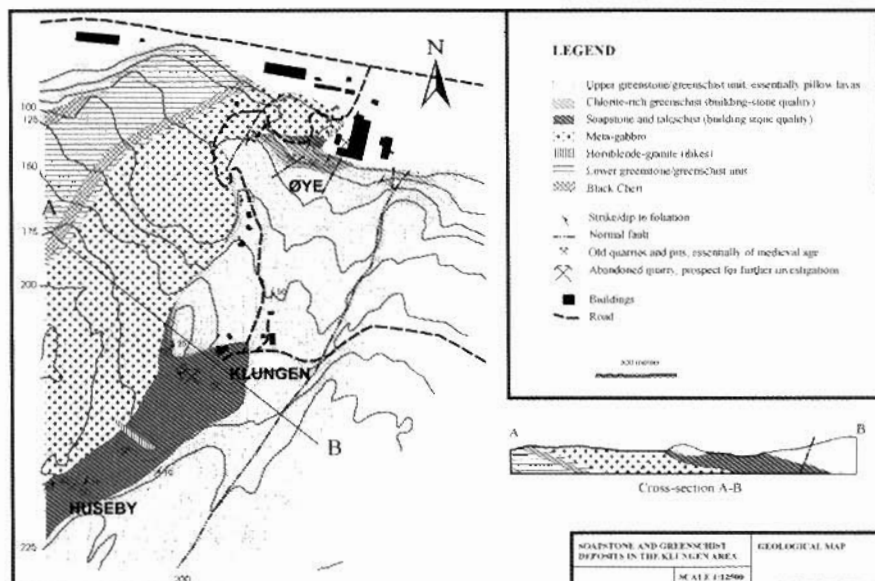 N
100
125
150
175
200
225
200
A
B
ØYE
KLUNGEN
HUSEBY
LEGEND
Upper greenstone/greenschist unit, essentially pillow lavas
Chlorite-rich greenschist (building-stone quality)
Soapstone and talcschist (building stone quality)
Meta-gabbro
Hornblende-granite (dikes)
Lower greenstone/greenschist unit
Black Chert
Strike/dip to foliation
Normal fault
Old quarries and pits, essentially of medieval age
Abandoned quarry, prospect for further investigations
Buildings
Road
A
B
Cross-section A-B
SOAPSTONE AND GREENSCHIST
DEPOSITS IN THE KLUNGEN AREA
GEOLOGICAL MAP
SCALE 1:12500